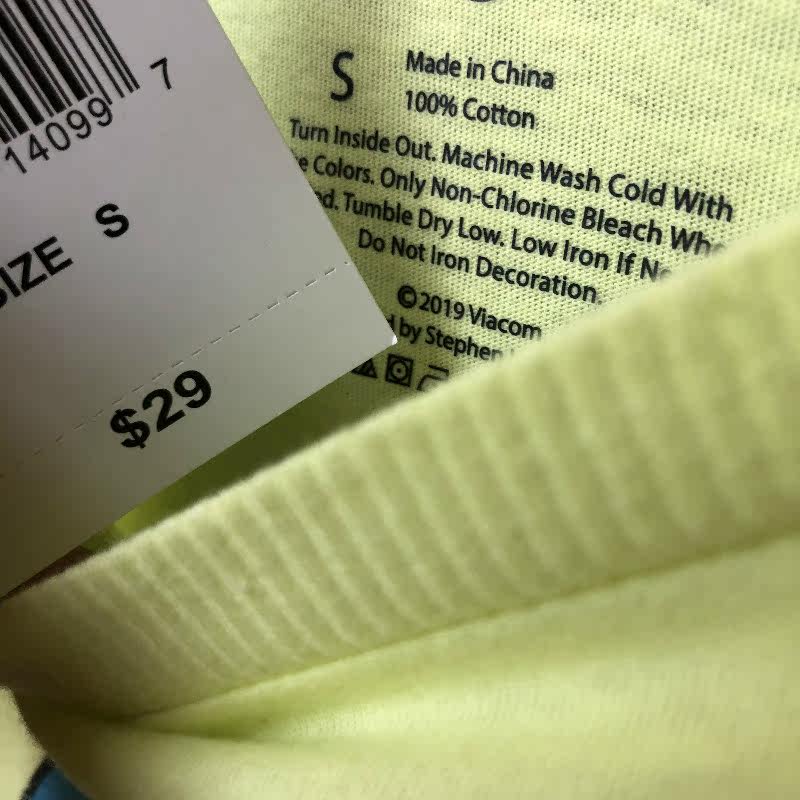 14099 7
SIZE S
$29
S
Made in China
100% Cotton
Turn Inside Out. Machine Wash Cold With
Colors. Only Non-Chlorine Bleach
Tumble Dry Low. Low Iron If
Do Not Iron Decoration.
©2019 Viacom
by Stephen